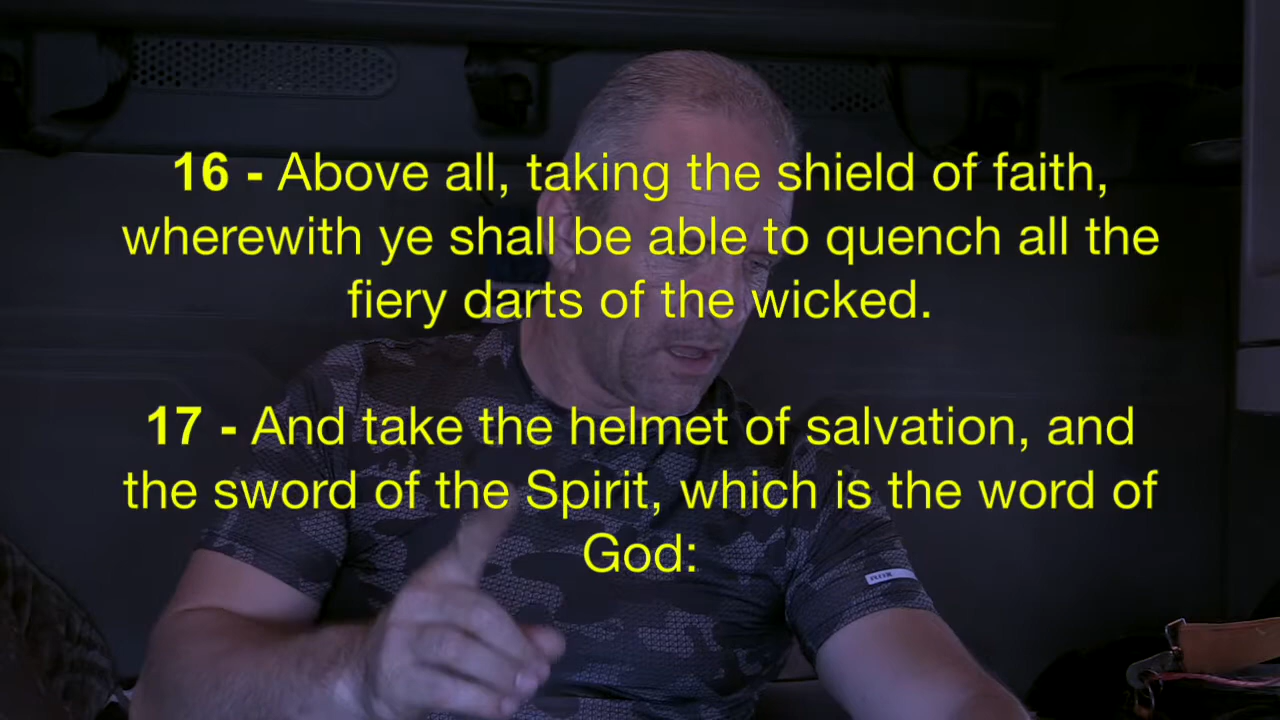 16 - Above all, taking the shield of faith,
wherewith ye shall be able to quench all the
fiery darts of the wicked.
17 - And take the helmet of salvation, and
the sword of the Spirit, which is the word of
God: